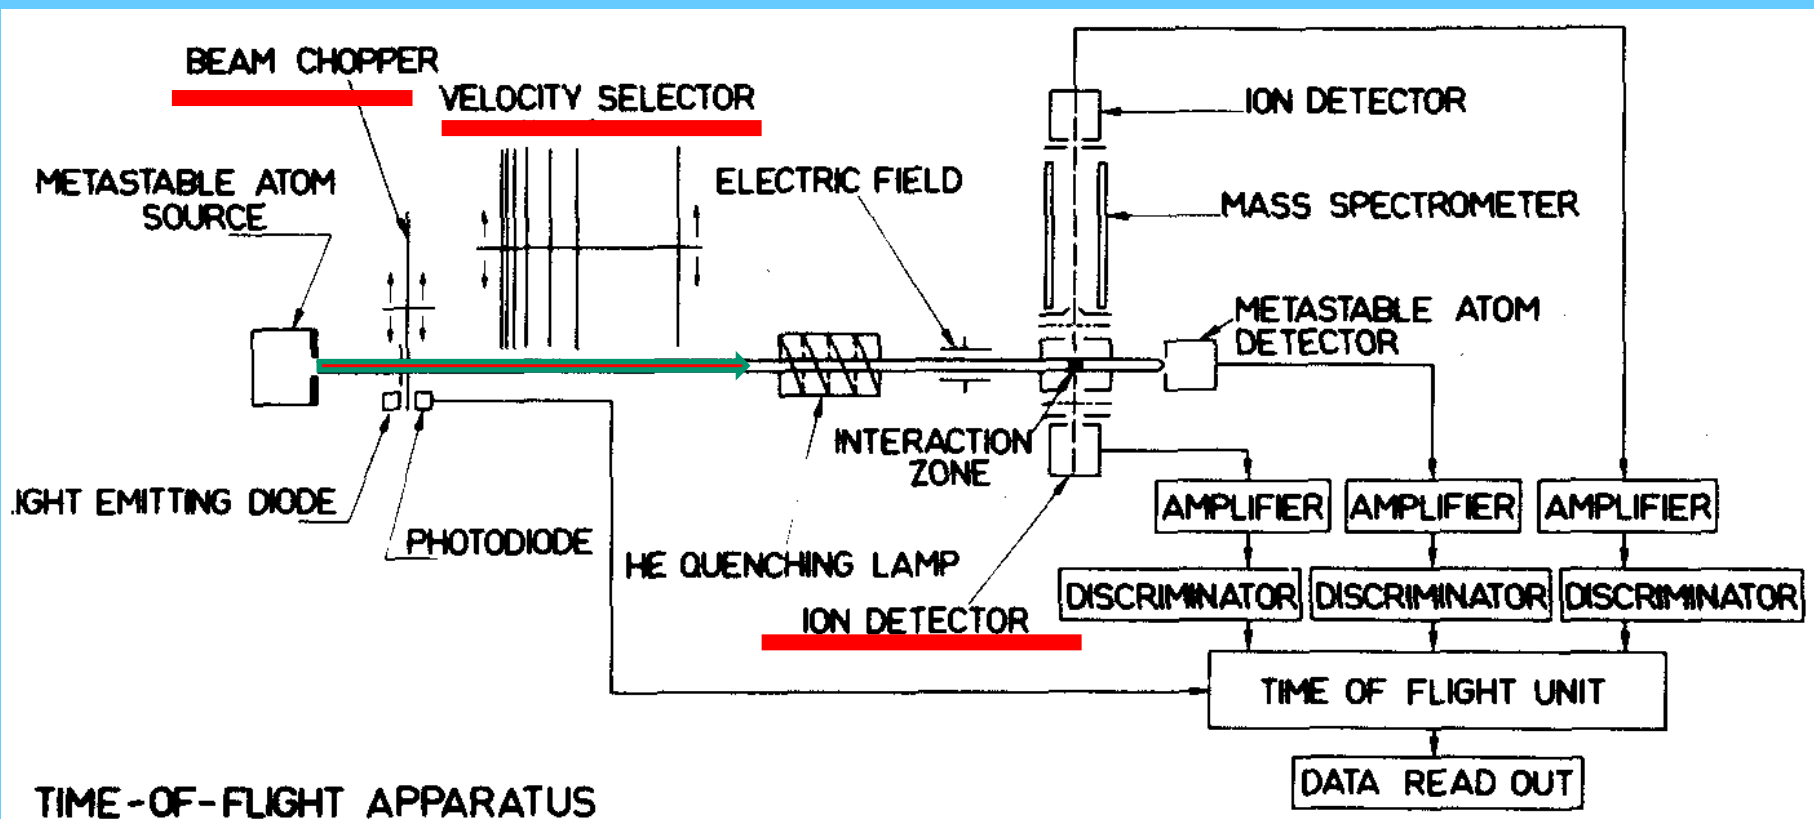 BEAM CHOPPER
VELOCITY SELECTOR
ION DETECTOR
METASTABLE ATOM
SOURCE
ELECTRIC FIELD
MASS SPECTROMETER
METASTABLE ATOM
DETECTOR
INTERACTION
ZONE
IGHT EMITTING DIODE
PHOTODIODE
HE QUENCHING LAMP
ION DETECTOR
AMPLIFIER
AMPLIFIER
AMPLIFIER
DISCRIMINATOR
DISCRIMINATOR
DISCRIMINATOR
TIME OF FLIGHT UNIT
DATA READ OUT
TIME-OF-FLIGHT APPARATUS